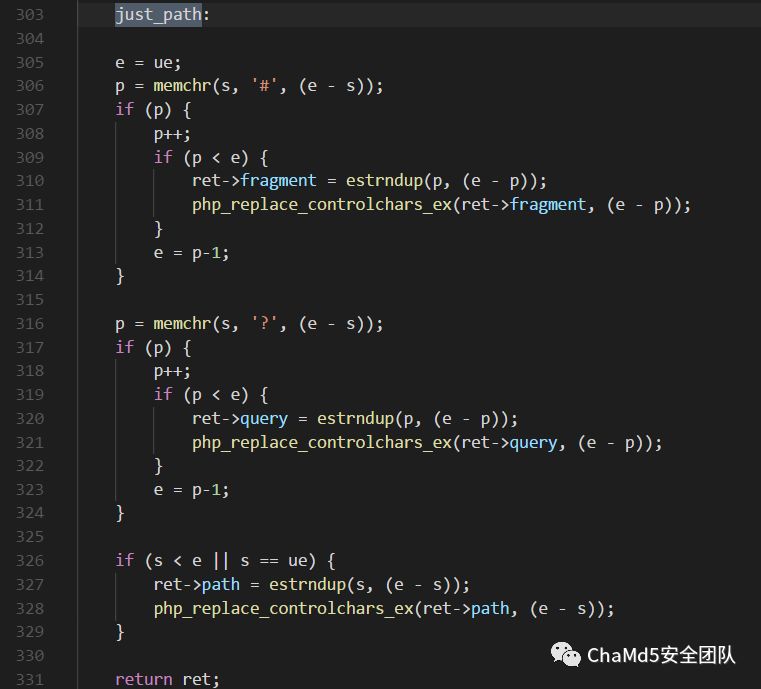 303 just_path:
304
305 e = ue;
306 p = memchr(s, '#', (e - s));
307 if (p) {
308 p++;
309 if (p < e) {
310 ret->fragment = estrndup(p, (e - p));
311 php_replace_controlchars_ex(ret->fragment, (e - p));
312 }
313 e = p-1;
314 }
315
316 p = memchr(s, '?', (e - s));
317 if (p) {
318 p++;
319 if (p < e) {
320 ret->query = estrndup(p, (e - p));
321 php_replace_controlchars_ex(ret->query, (e - p));
322 }
323 e = p-1;
324 }
325
326 if (s < e || s == ue) {
327 ret->path = estrndup(s, (e - s));
328 php_replace_controlchars_ex(ret->path, (e - s));
329 }
330
331 return ret;
ChaMd5安全团队